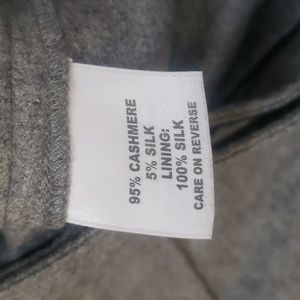 95% CASHMERE
5% SILK
LINING:
100% SILK
CARE ON REVERSE